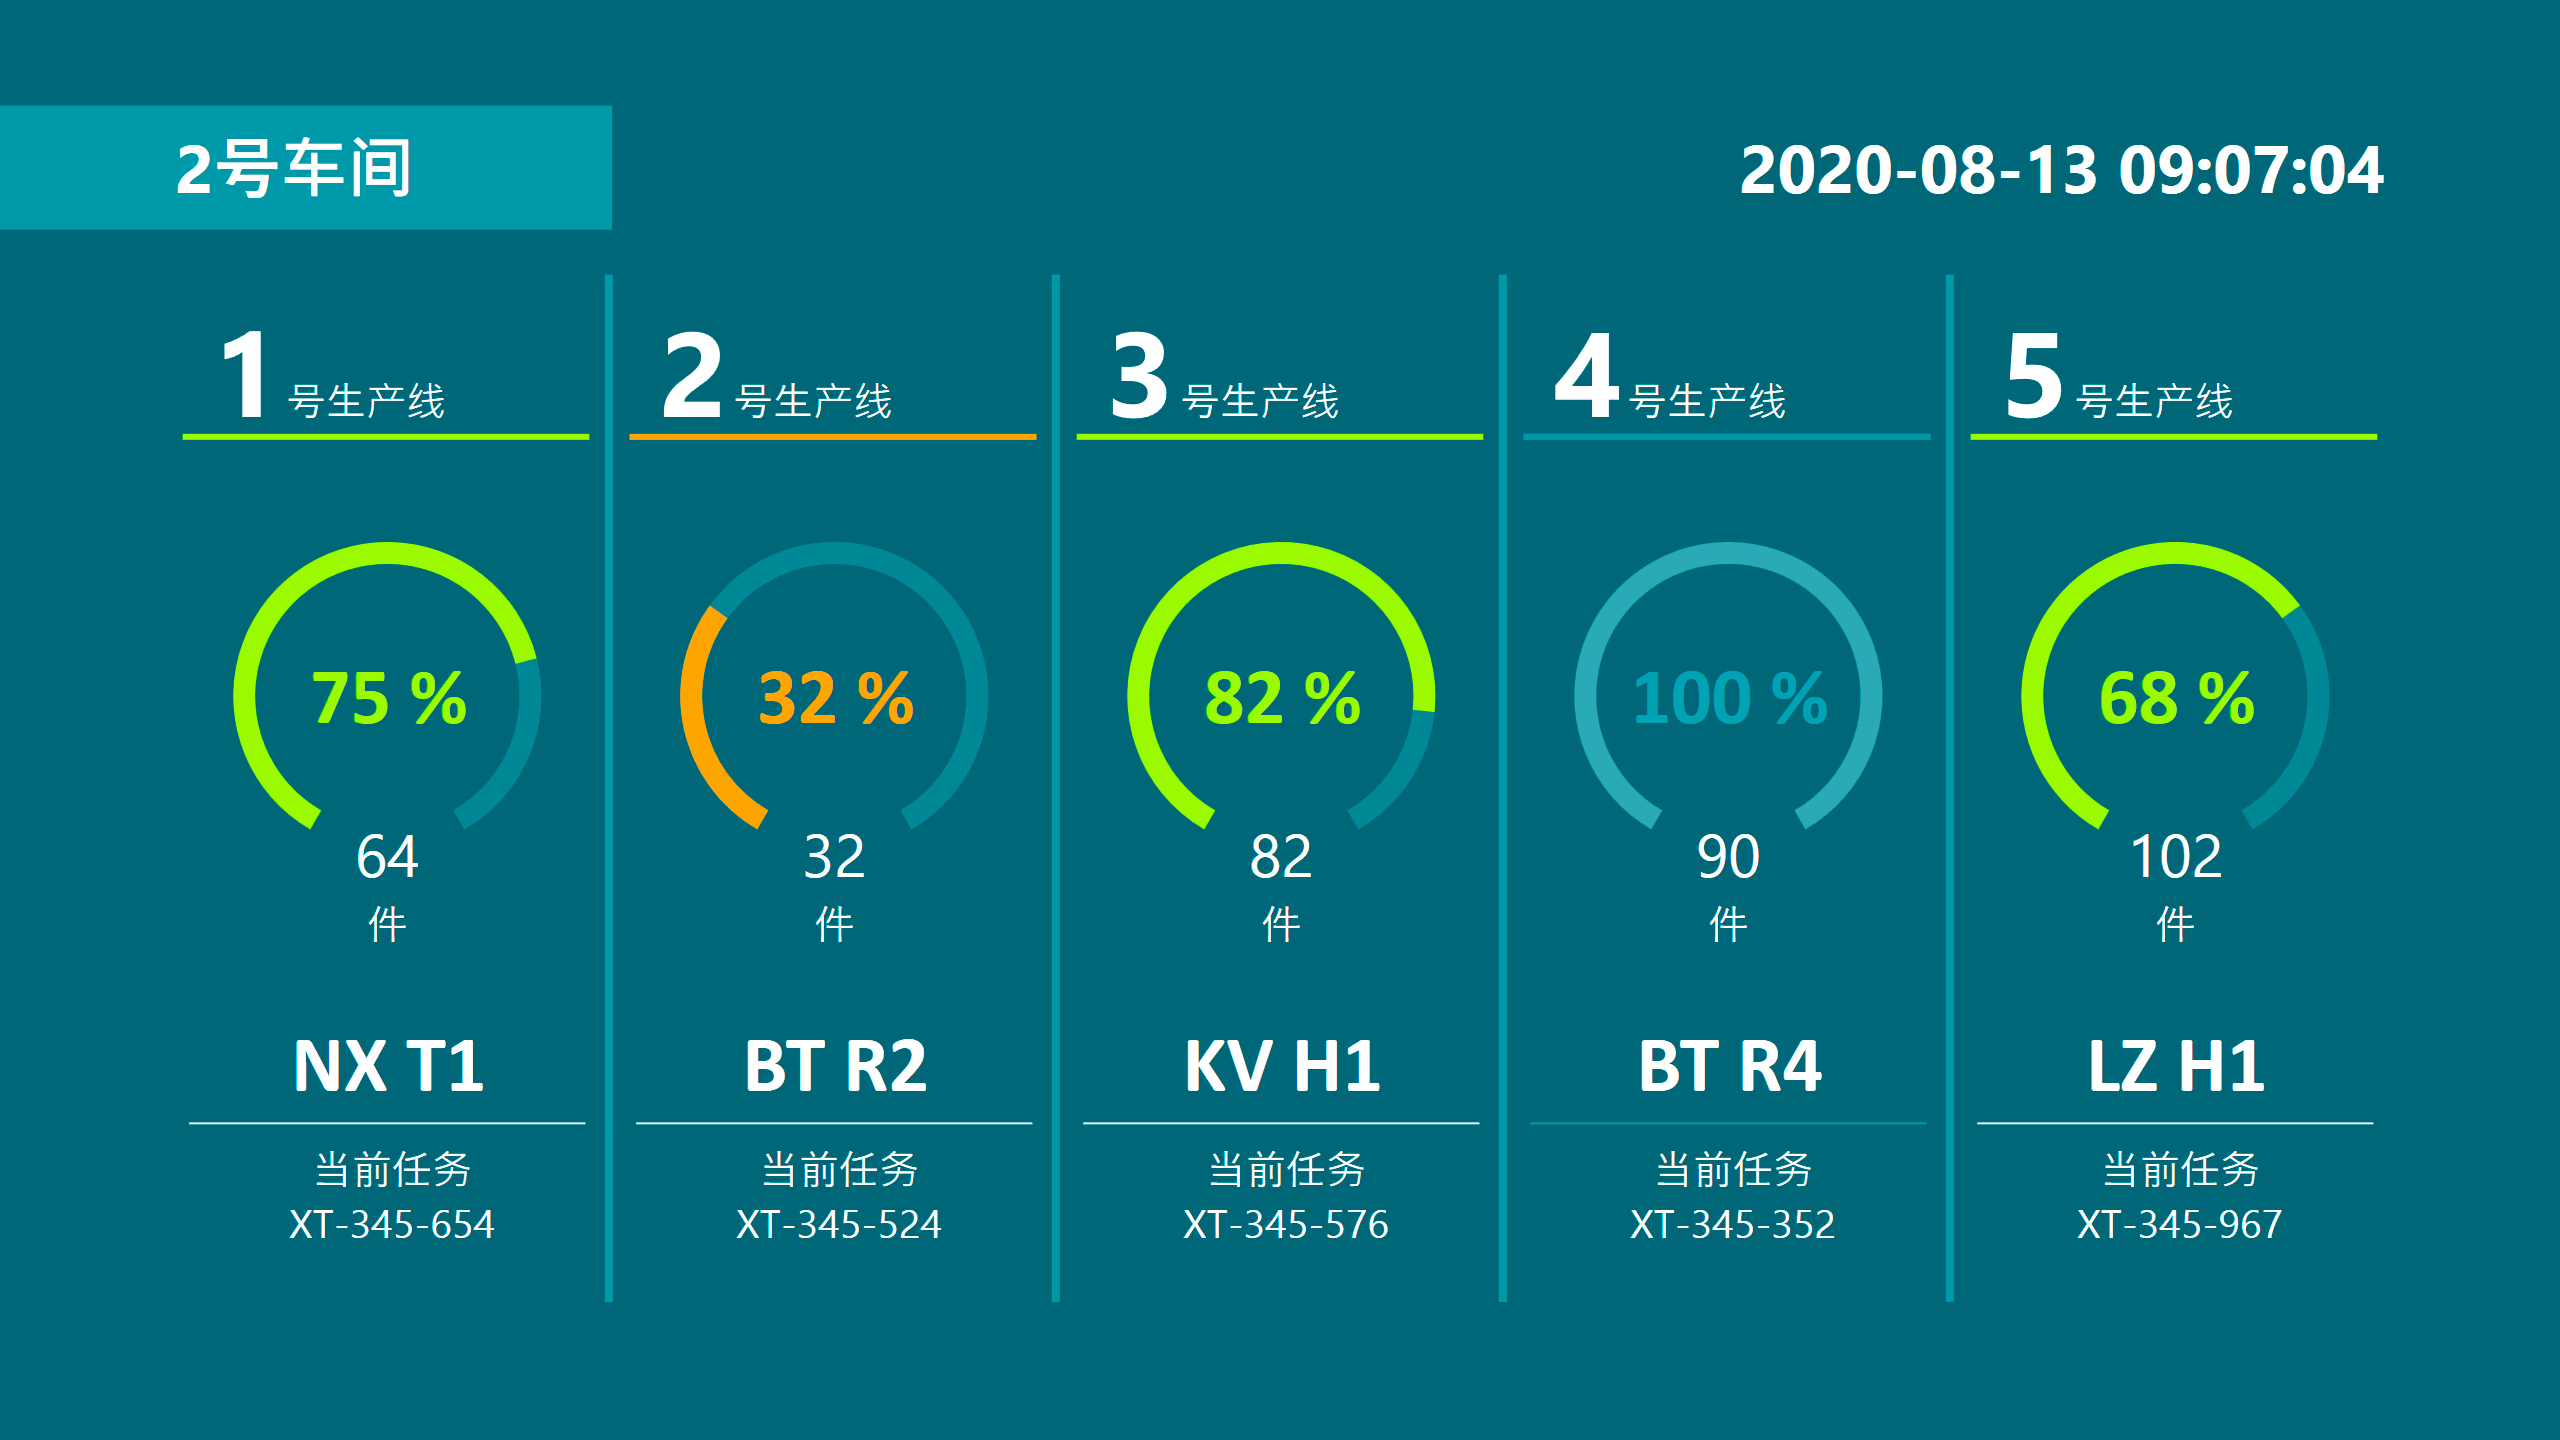 2号车间
2020-08-13 09:07:04
1号生产线
75 %
64
件
NX T1
当前任务
XT-345-654
2号生产线
32 %
32
件
BT R2
当前任务
XT-345-524
3号生产线
82 %
82
件
KV H1
当前任务
XT-345-576
4号生产线
100 %
90
件
BT R4
当前任务
XT-345-352
5号生产线
68 %
102
件
LZ H1
当前任务
XT-345-967